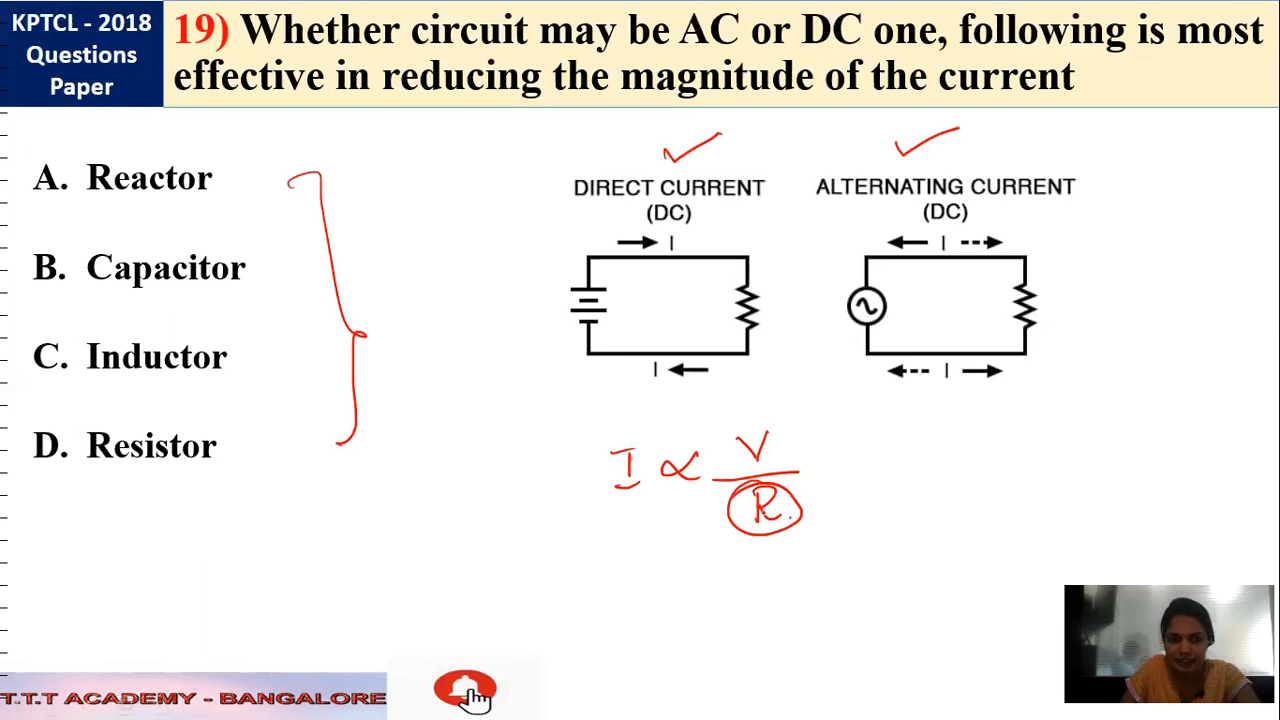 KPTCL - 2018
Questions
Paper
19) Whether circuit may be AC or DC one, following is most
effective in reducing the magnitude of the current
A. Reactor
B. Capacitor
C. Inductor
D. Resistor
DIRECT CURRENT
(DC)
I
I
ALTERNATING CURRENT
(DC)
I
I
I ∝ V
R.
T.T.T ACADEMY - BANGALORE